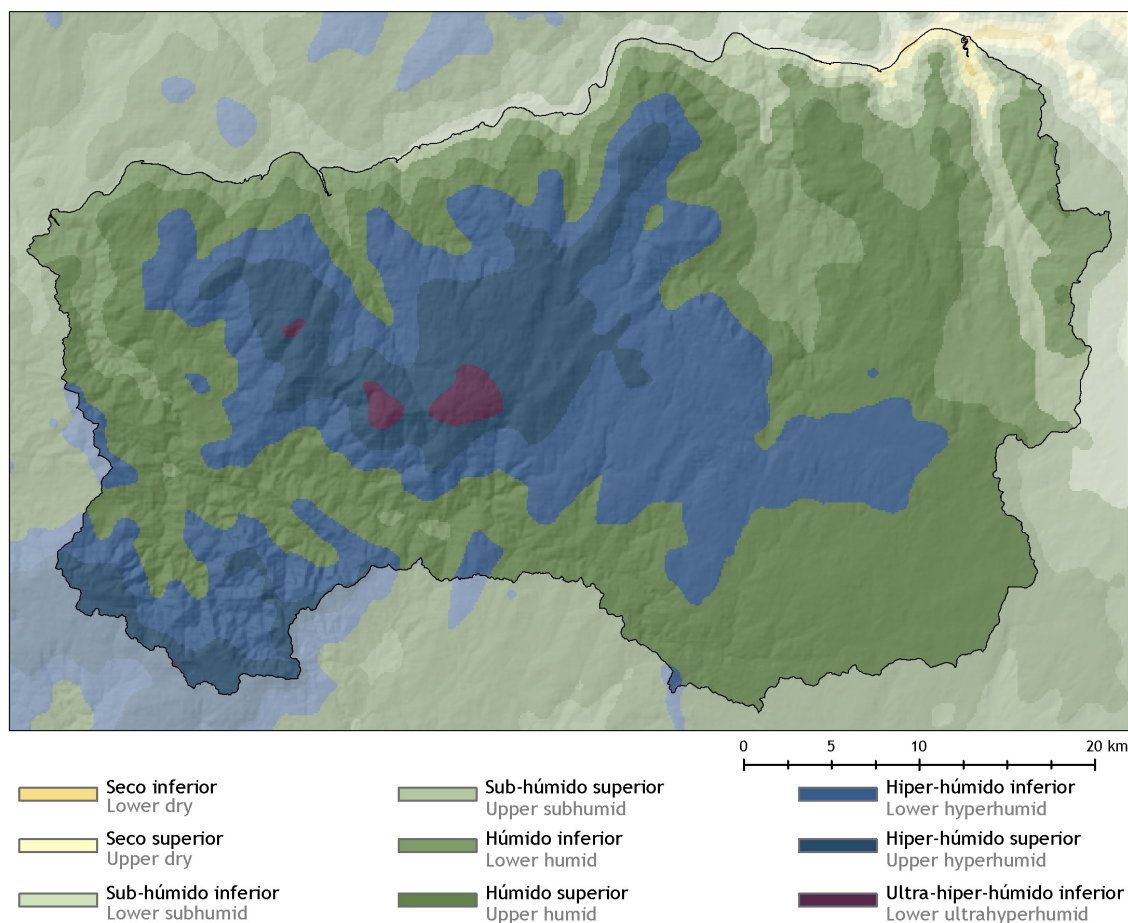 0 5 10 20 km
Seco inferior
Lower dry
Seco superior
Upper dry
Sub-húmido inferior
Lower subhumid
Sub-húmido superior
Upper subhumid
Húmido inferior
Lower humid
Húmido superior
Upper humid
Hiper-húmido inferior
Lower hyperhumid
Hiper-húmido superior
Upper hyperhumid
Ultra-hiper-húmido inferior
Lower ultrahyperhumid